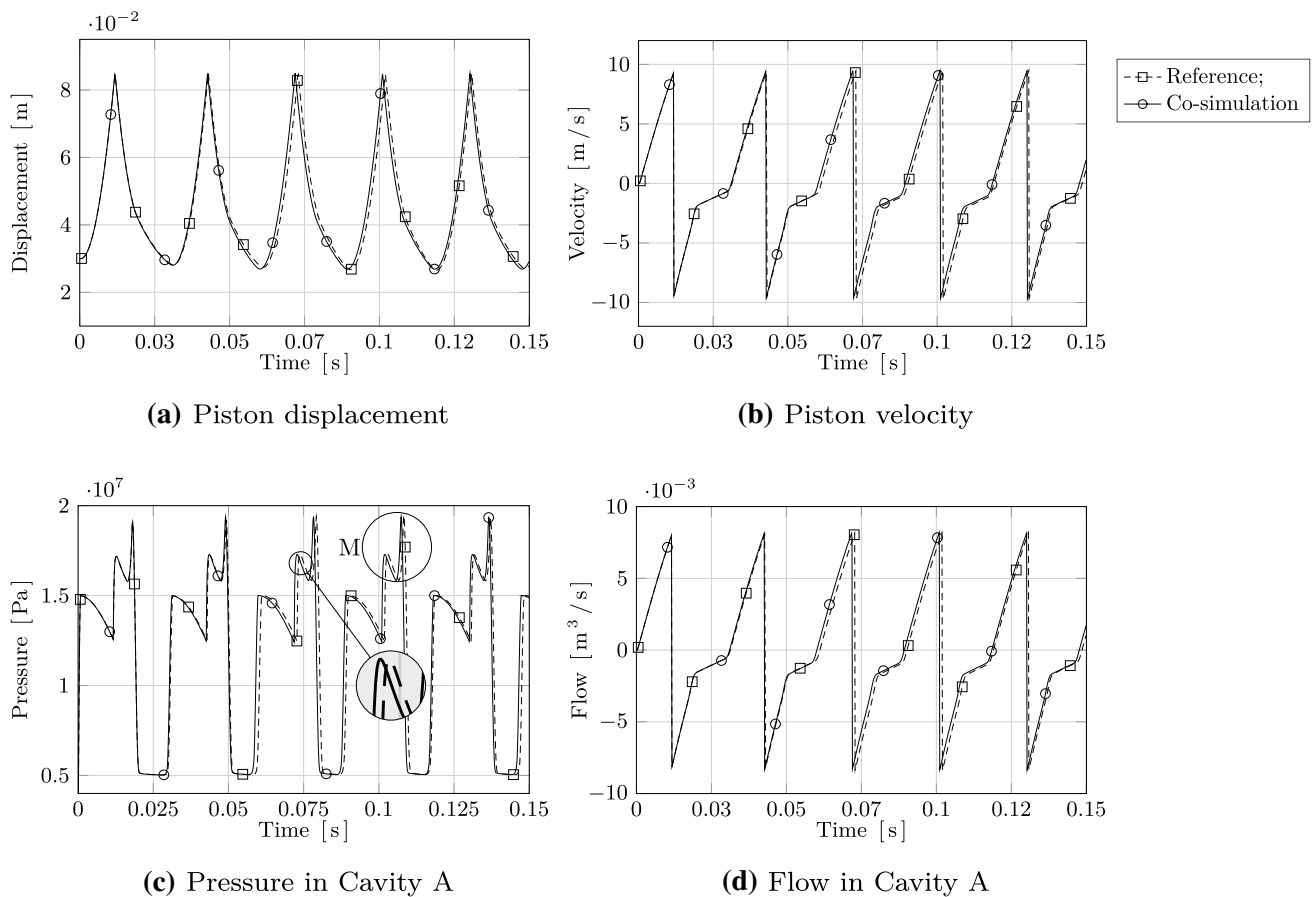 ·10−2
8
6
4
2
Displacement [m]
0 0.03 0.05 0.07 0.1 0.12 0.15
Time [s]
(a) Piston displacement
10
5
0
−5
−10
Velocity [m/s]
0 0.03 0.05 0.07 0.1 0.12 0.15
Time [s]
(b) Piston velocity
Reference;
Co-simulation
·10⁷
2
1.5
1
0.5
Pressure [Pa]
M
0 0.025 0.05 0.075 0.1 0.125 0.15
Time [s]
(c) Pressure in Cavity A
·10⁻³
10
5
0
−5
−10
Flow [m³/s]
0 0.03 0.05 0.07 0.1 0.12 0.15
Time [s]
(d) Flow in Cavity A